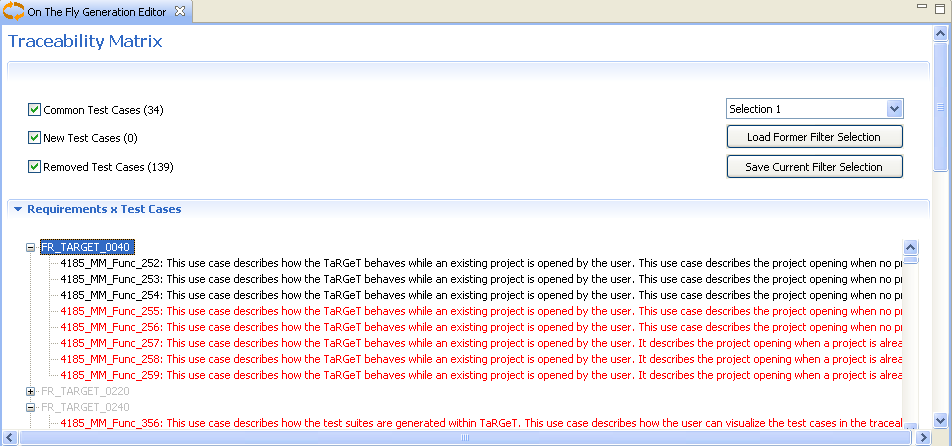 On The Fly Generation Editor
Traceability Matrix
Common Test Cases (34)
Selection 1
New Test Cases (0)
Load Former Filter Selection
Removed Test Cases (139)
Save Current Filter Selection
Requirements x Test Cases
FR_TARGET_0040
4185_MM_Func_252: This use case describes how the TaRGeT behaves while an existing project is opened by the user. This use case describes the project opening when no pr
4185_MM_Func_253: This use case describes how the TaRGeT behaves while an existing project is opened by the user. This use case describes the project opening when no pr
4185_MM_Func_254: This use case describes how the TaRGeT behaves while an existing project is opened by the user. This use case describes the project opening when no pr
4185_MM_Func_255: This use case describes how the TaRGeT behaves while an existing project is opened by the user. This use case describes the project opening when no pr
4185_MM_Func_256: This use case describes how the TaRGeT behaves while an existing project is opened by the user. This use case describes the project opening when no pr
4185_MM_Func_257: This use case describes how the TaRGeT behaves while an existing project is opened by the user. It describes the project opening when a project is alrea
4185_MM_Func_258: This use case describes how the TaRGeT behaves while an existing project is opened by the user. It describes the project opening when a project is alrea
4185_MM_Func_259: This use case describes how the TaRGeT behaves while an existing project is opened by the user. It describes the project opening when a project is alrea
FR_TARGET_0220
FR_TARGET_0240
4185_MM_Func_356: This use case describes how the test suites are generated within TaRGeT. This use case describes how the user can visualize the test cases in the traceal